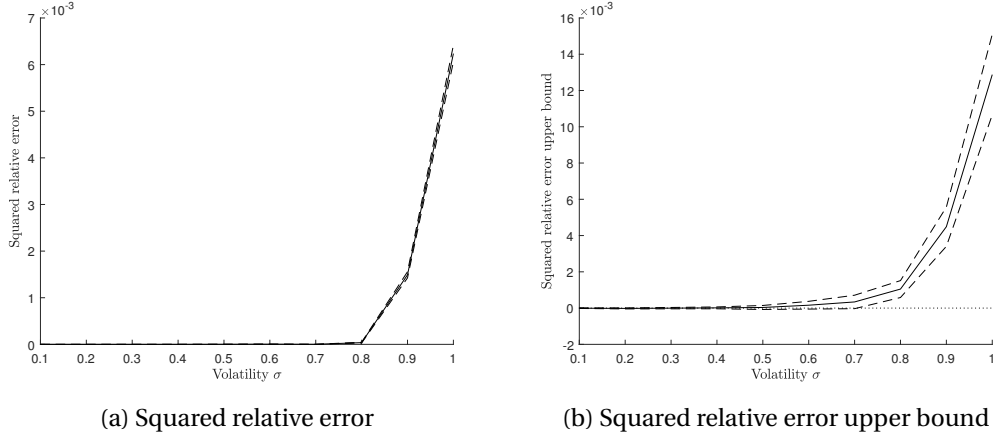 ×10⁻³
7
6
5
4
3
2
1
0
Squared relative error
0.1 0.2 0.3 0.4 0.5 0.6 0.7 0.8 0.9 1
Volatility σ
(a) Squared relative error
×10⁻³
16
14
12
10
8
6
4
2
0
-2
Squared relative error upper bound
0.1 0.2 0.3 0.4 0.5 0.6 0.7 0.8 0.9 1
Volatility σ
(b) Squared relative error upper bound